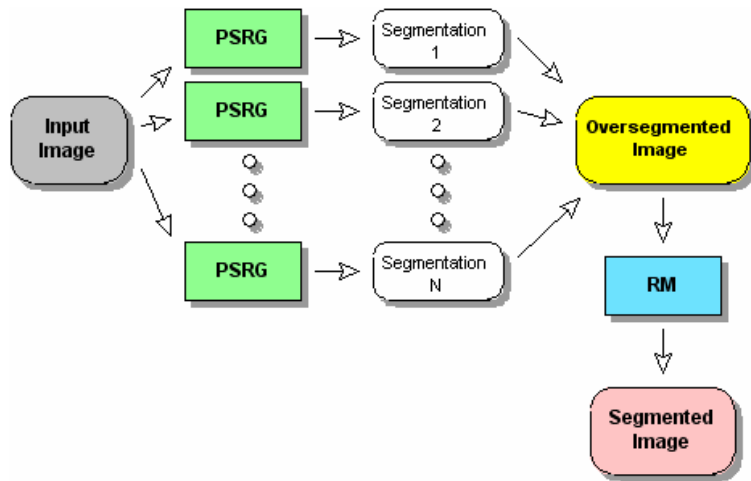 PSRG
Segmentation
1
Input
Image
PSRG
Segmentation
2
Oversegmented
Image
PSRG
Segmentation
N
RM
Segmented
Image